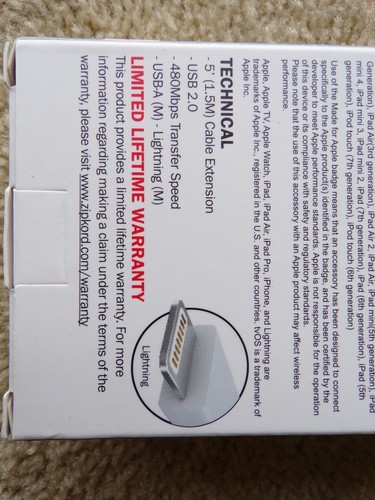 Generation), iPad Air(3rd generation), iPad Air 2, iPad Air, iPad mini(5th generation), iPad
mini 4, iPad mini 3, iPad mini 2, iPad (7th generation), iPad (6th generation), iPad (5th
generation), iPod touch (7th generation), iPod touch (6th generation)
Use of the Made for Apple badge means that an accessory has been designed to connect
specifically to the Apple product(s) identified in the badge, and has been certified by the
developer to meet Apple performance standards. Apple is not responsible for the operation
of this device or its compliance with safety and regulatory standards.
Please note that the use of this accessory with an Apple product may affect wireless
performance.
Apple, Apple TV, Apple Watch, iPad, iPad Air, iPad Pro, iPhone, and Lightning are
trademarks of Apple Inc., registered in the U.S. and other countries. tvOS is a trademark of
Apple Inc.
TECHNICAL
- 5' (1.5M) Cable Extension
- USB 2.0
- 480Mbps Transfer Speed
- USBA (M) - Lightning (M)
Lightning
LIMITED LIFETIME WARRANTY
This product provides a limited lifetime warranty. For more
information regarding making a claim under the terms of the
warranty, please visit www.zipkord.com/warranty